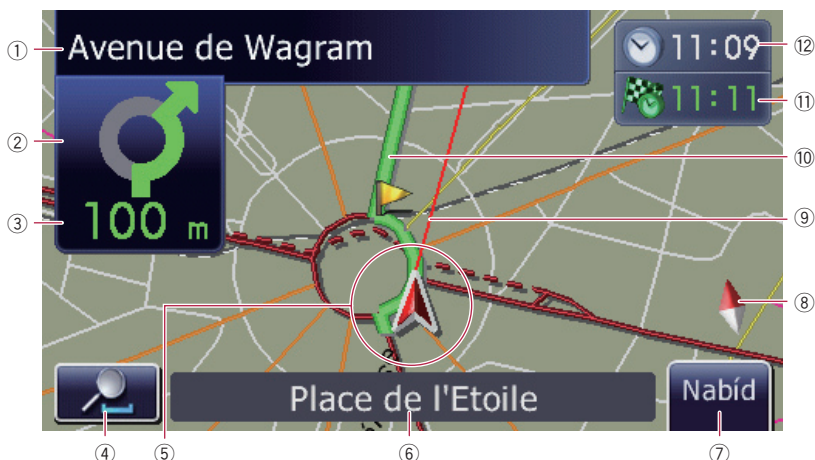 ① Avenue de Wagram
⑫ 11:09
⑪ 11:11
②
③ 100 m
⑩
⑨
⑧
④
⑤
⑥ Place de l'Etoile
⑦ Nabíd